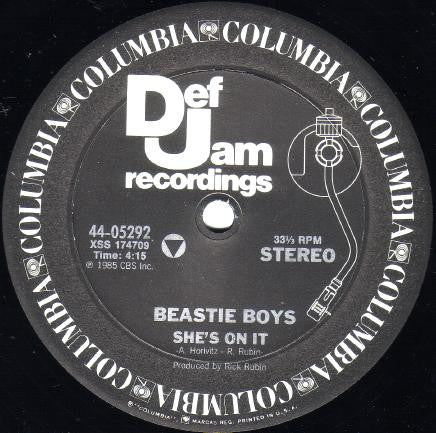 COLUMBIA COLUMBIA COLUMBIA COLUMBIA COLUMBIA COLUMBIA COLUMBIA COLUMBIA
Def
Jam
recordings
44-05292
XSS 174709
Time: 4:15
℗ 1985 CBS Inc.
33⅓ RPM
STEREO
BEASTIE BOYS
SHE'S ON IT
-A. Horivitz - R. Rubin-
Produced by Rick Rubin
"COLUMBIA", MARCAS REG. PRINTED IN U.S.A.